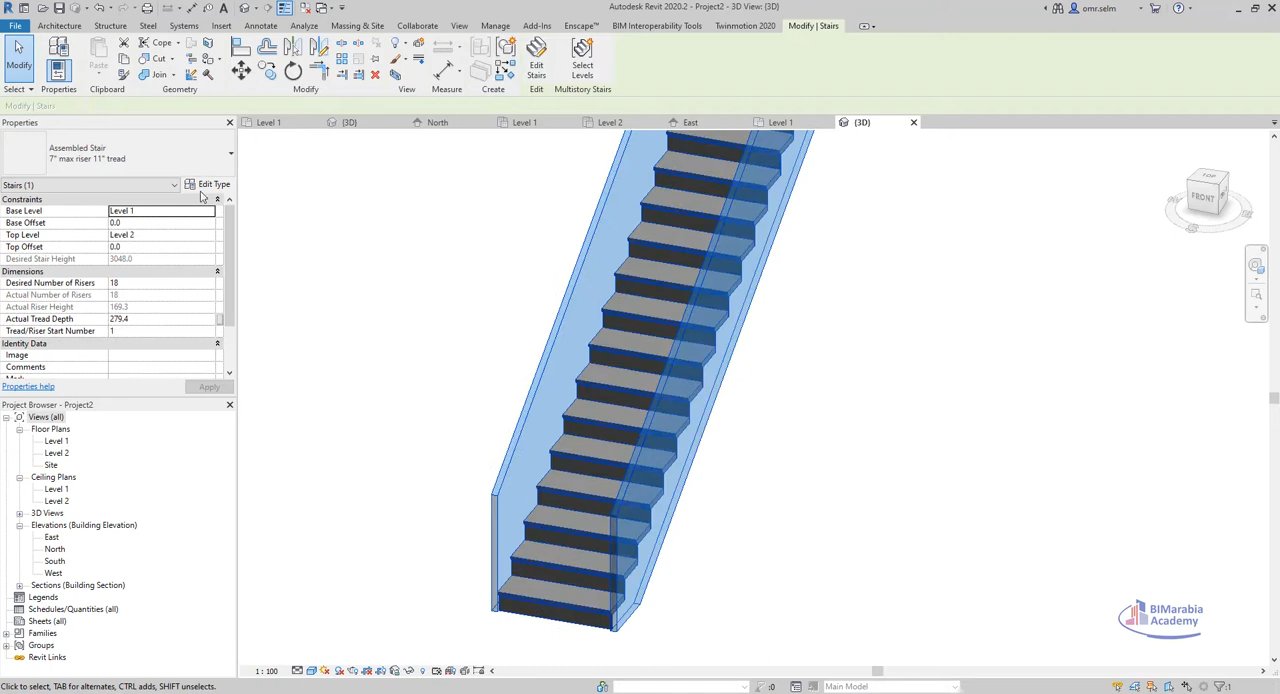 Autodesk Revit 2020.2 - Project2 - 3D View: {3D}
omr.selm
File Architecture Structure Steel Systems Insert Annotate Analyze Massing & Site Collaborate View Manage Add-Ins Enscape™ BIM Interoperability Tools Twinmotion 2020 Modify | Stairs
Modify
Paste
Cope
Cut
Join
Edit Stairs
Select Levels
Select Properties Clipboard Geometry Modify View Measure Create Edit Multistory Stairs
Modify | Stairs
Properties
Level 1 {3D} North Level 1 Level 2 East Level 1 {3D}
Assembled Stair
7" max riser 11" tread
Stairs (1) Edit Type
Constraints
Base Level Level 1
Base Offset 0.0
Top Level Level 2
Top Offset 0.0
Desired Stair Height 3048.0
Dimensions
Desired Number of Risers 18
Actual Number of Risers 18
Actual Riser Height 169.3
Actual Tread Depth 279.4
Tread/Riser Start Number 1
Identity Data
Image
Comments
Properties help Apply
Project Browser - Project2
Views (all)
Floor Plans
Level 1
Level 2
Site
Ceiling Plans
Level 1
Level 2
3D Views
Elevations (Building Elevation)
East
North
South
West
Sections (Building Section)
Legends
Schedules/Quantities (all)
Sheets (all)
Families
Groups
Revit Links
TOP
FRONT
BIMarabia
Academy
1 : 100
Click to select, TAB for alternates, CTRL adds, SHIFT unselects.
:0
Main Model
:1